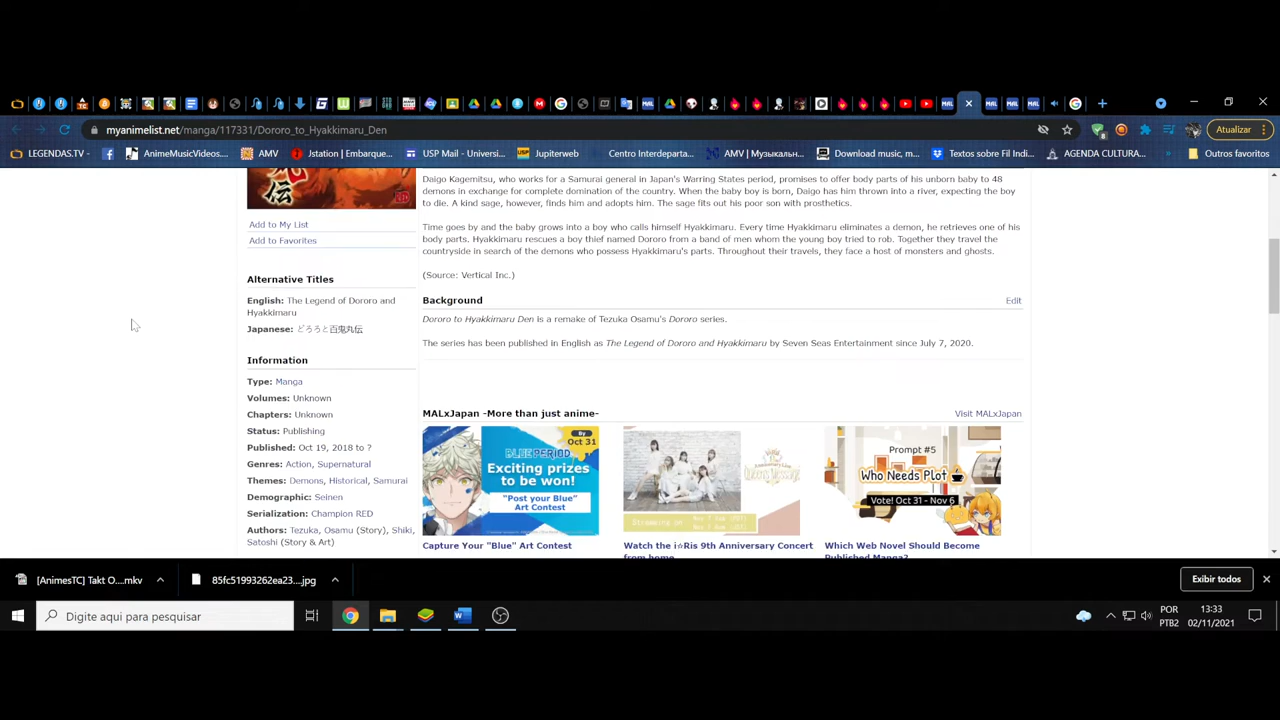 myanimelist.net/manga/117331/Dororo_to_Hyakkimaru_Den
Atualizar
LEGENDAS.TV -
AnimeMusicVideos....
AMV
Jstation | Embarque...
USP Mail - Universi...
Jupiterweb
Centro Interdeparta...
AMV | Музыкальн...
Download music, m...
Textos sobre Fil Indi...
AGENDA CULTURA...
»
Outros favoritos
丸伝
Add to My List
Add to Favorites
Alternative Titles
English: The Legend of Dororo and
Hyakkimaru
Japanese: どろろと百鬼丸伝
Information
Type: Manga
Volumes: Unknown
Chapters: Unknown
Status: Publishing
Published: Oct 19, 2018 to ?
Genres: Action, Supernatural
Themes: Demons, Historical, Samurai
Demographic: Seinen
Serialization: Champion RED
Authors: Tezuka, Osamu (Story), Shiki,
Satoshi (Story & Art)
Daigo Kagemitsu, who works for a Samurai general in Japan's Warring States period, promises to offer body parts of his unborn baby to 48
demons in exchange for complete domination of the country. When the baby boy is born, Daigo has him thrown into a river, expecting the boy
to die. A kind sage, however, finds him and adopts him. The sage fits out his poor son with prosthetics.
Time goes by and the baby grows into a boy who calls himself Hyakkimaru. Every time Hyakkimaru eliminates a demon, he retrieves one of his
body parts. Hyakkimaru rescues a boy thief named Dororo from a band of men whom the young boy tried to rob. Together they travel the
countryside in search of the demons who possess Hyakkimaru's parts. Throughout their travels, they face a host of monsters and ghosts.
(Source: Vertical Inc.)
Background
Edit
Dororo to Hyakkimaru Den is a remake of Tezuka Osamu's Dororo series.
The series has been published in English as The Legend of Dororo and Hyakkimaru by Seven Seas Entertainment since July 7, 2020.
MALxJapan -More than just anime-
Visit MALxJapan
By
Oct 31
BLUE PERIOD
Exciting prizes
to be won!
"Post your Blue"
Art Contest
Prompt #5
Who Needs Plot
Vote! Oct 31 - Nov 6
Capture Your "Blue" Art Contest
Watch the i☆Ris 9th Anniversary Concert
from home
Which Web Novel Should Become
Published Manga?
[AnimesTC] Takt O....mkv
85fc51993262ea23....jpg
Exibir todos
Digite aqui para pesquisar
POR
PTB2
13:33
02/11/2021